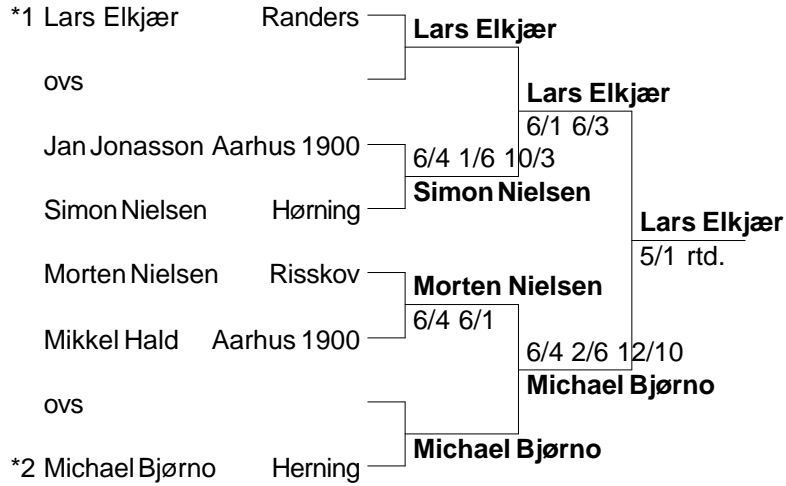 *1 Lars Elkjær Randers
Lars Elkjær
ovs
Lars Elkjær
6/1 6/3
Jan Jonasson Aarhus 1900
6/4 1/6 10/3
Simon Nielsen
Simon Nielsen Hørning
Lars Elkjær
5/1 rtd.
Morten Nielsen Risskov
Morten Nielsen
6/4 6/1
Mikkel Hald Aarhus 1900
6/4 2/6 12/10
Michael Bjørno
ovs
Michael Bjørno
*2 Michael Bjørno Herning